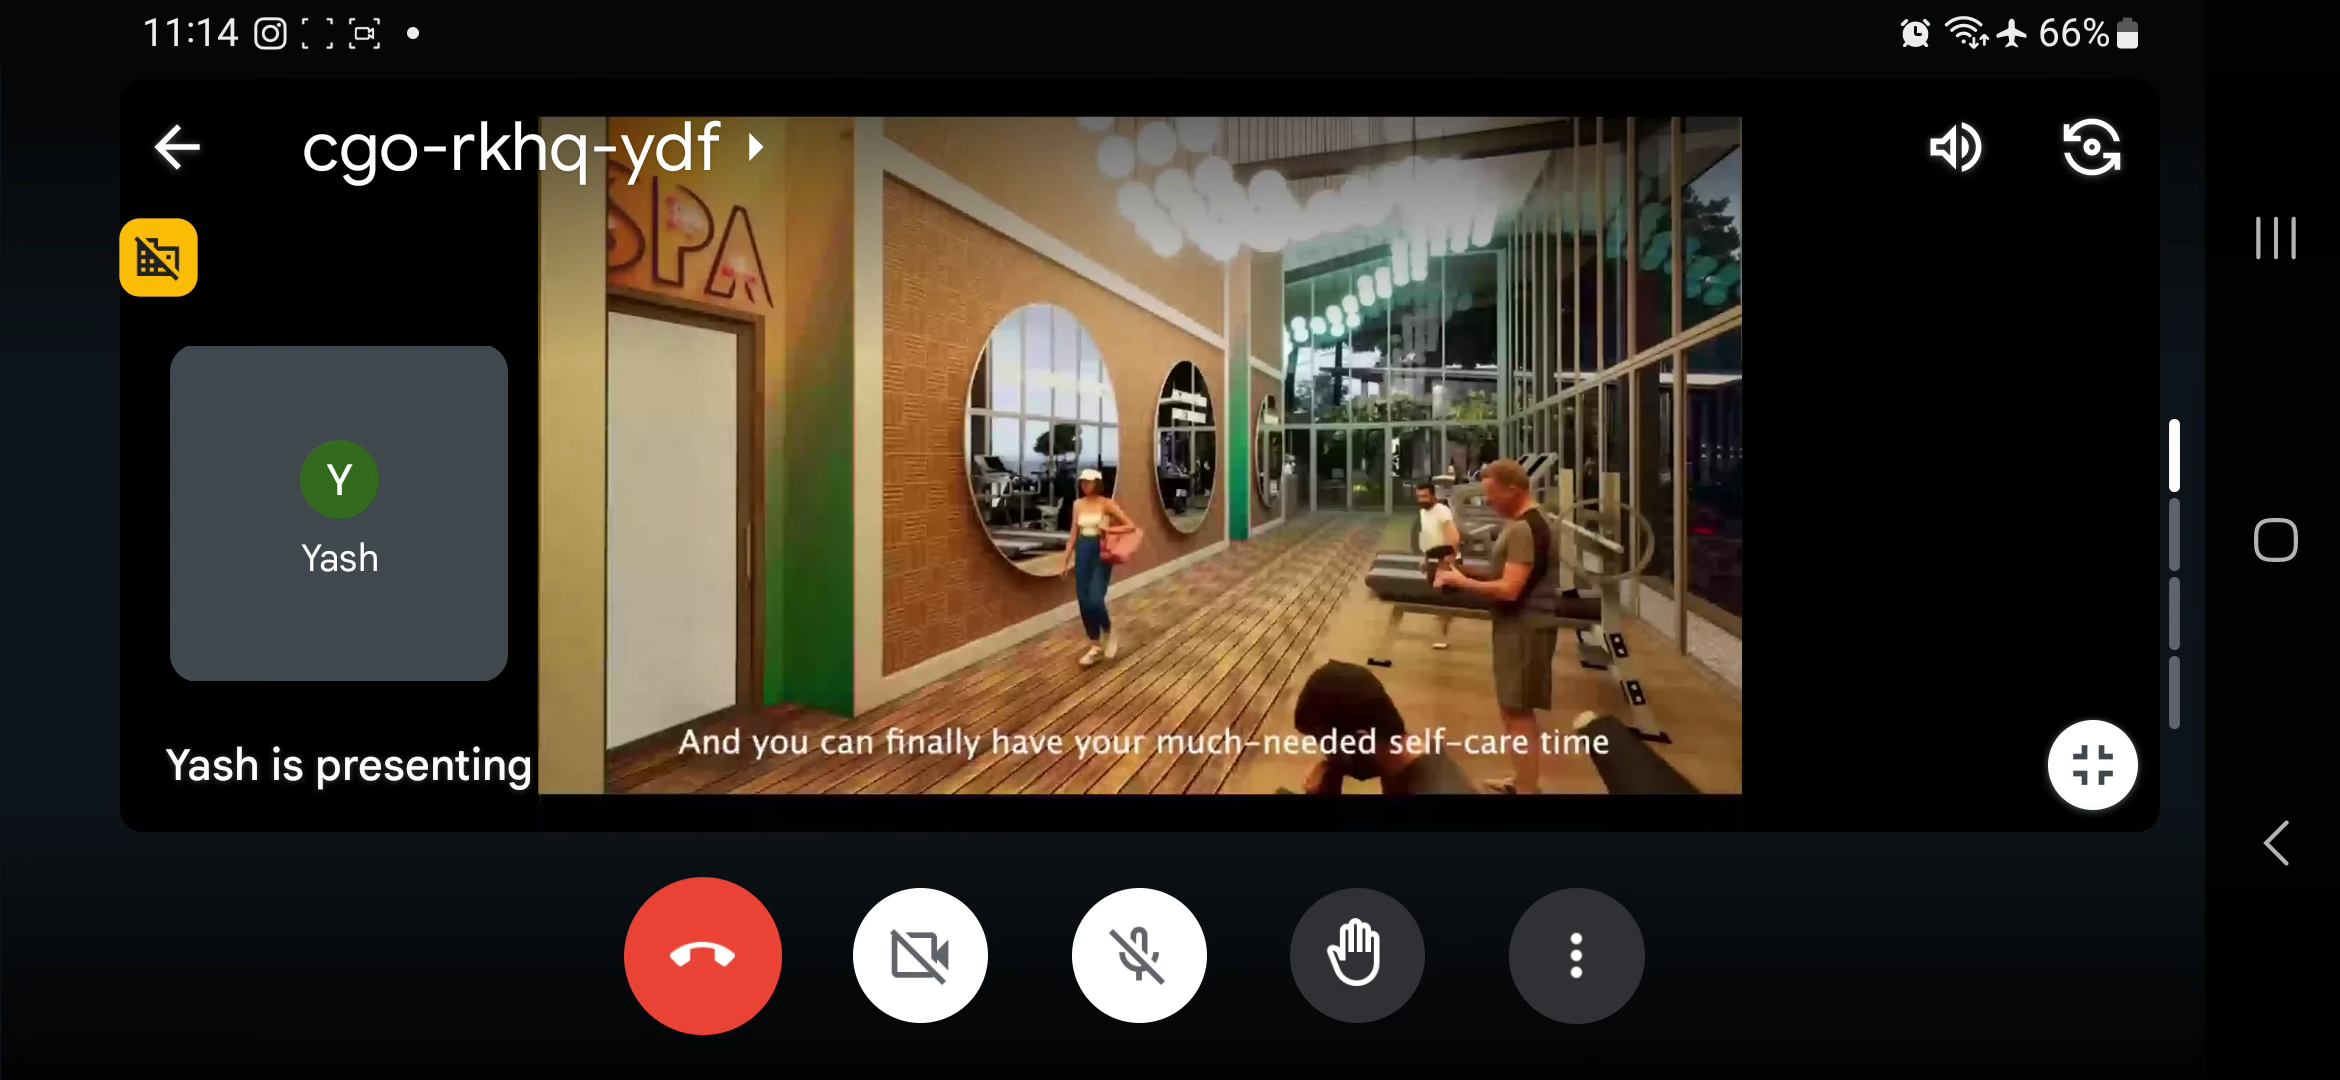 11:14
66%
cgo-rkhq-ydf
SPA
Y
Yash
And you can finally have your much-needed self-care time
Yash is presenting